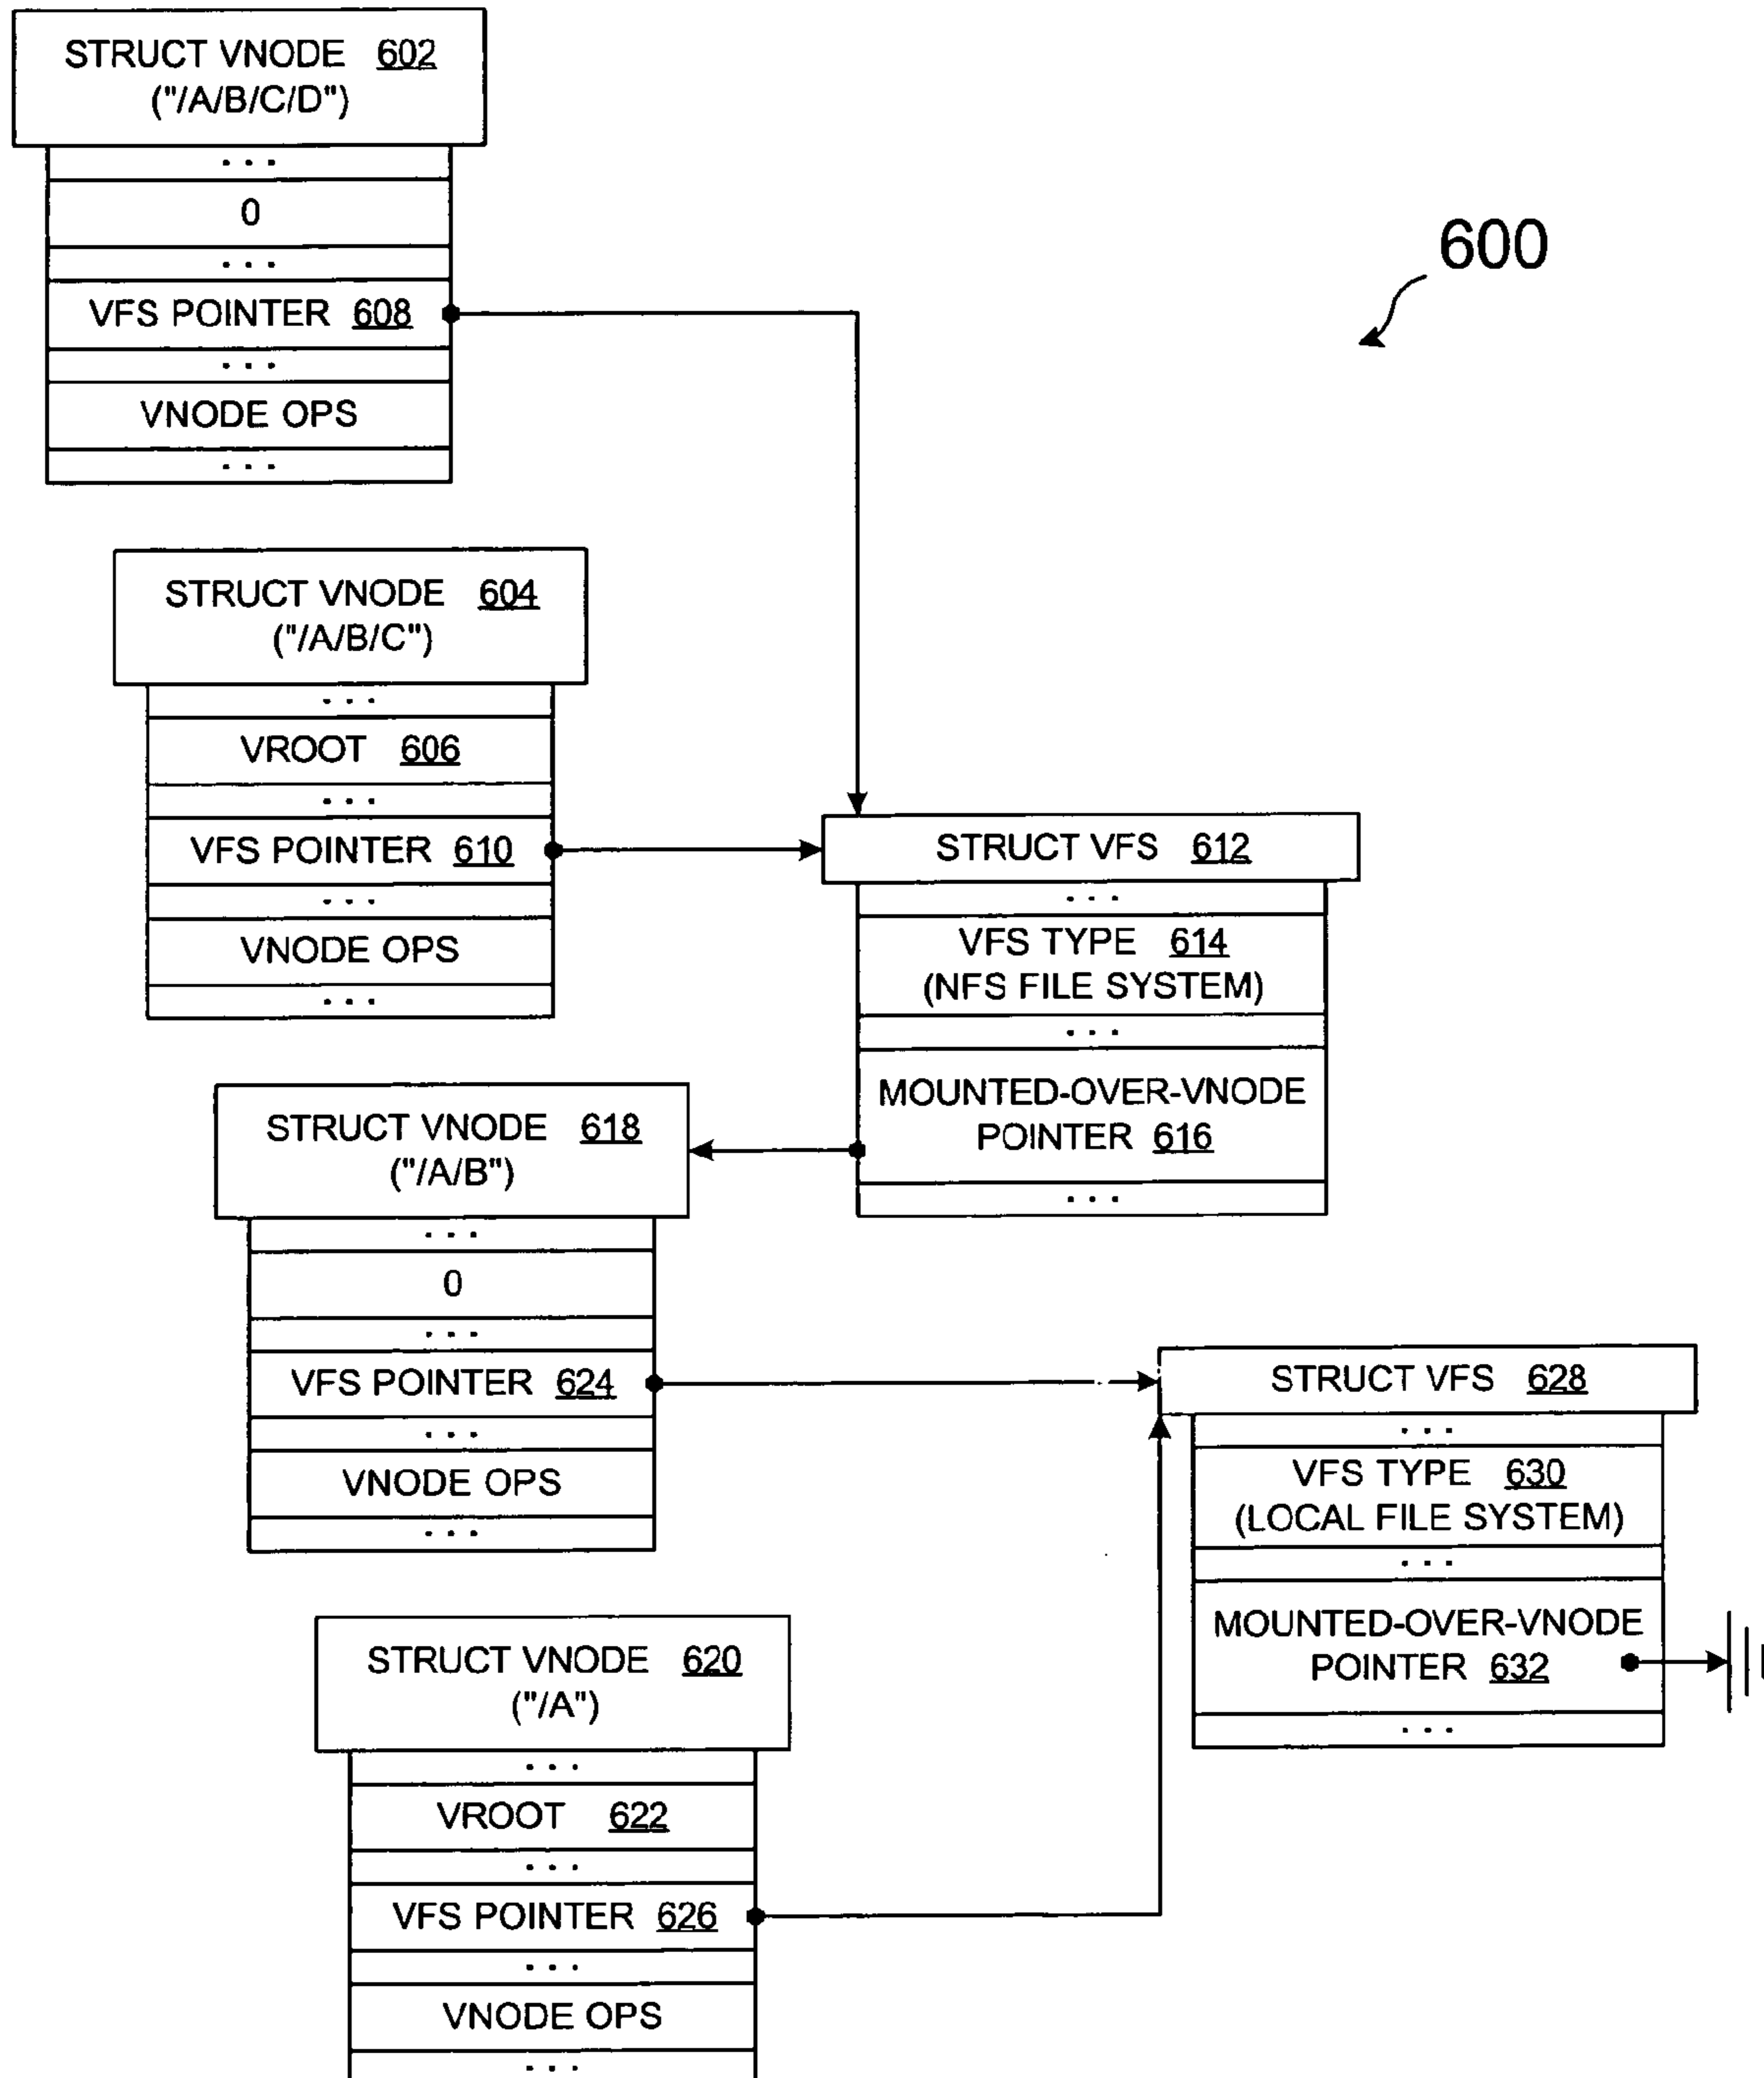 STRUCT VNODE 602
("/A/B/C/D")
. . .
0
. . .
VFS POINTER 608
. . .
VNODE OPS
. . .
600
STRUCT VNODE 604
("/A/B/C")
. . .
VROOT 606
. . .
VFS POINTER 610
. . .
VNODE OPS
. . .
STRUCT VFS 612
. . .
VFS TYPE 614
(NFS FILE SYSTEM)
. . .
MOUNTED-OVER-VNODE
POINTER 616
. . .
STRUCT VNODE 618
("/A/B")
. . .
0
. . .
VFS POINTER 624
. . .
VNODE OPS
. . .
STRUCT VFS 628
. . .
VFS TYPE 630
(LOCAL FILE SYSTEM)
. . .
MOUNTED-OVER-VNODE
POINTER 632
. . .
STRUCT VNODE 620
("/A")
. . .
VROOT 622
. . .
VFS POINTER 626
. . .
VNODE OPS
. . .